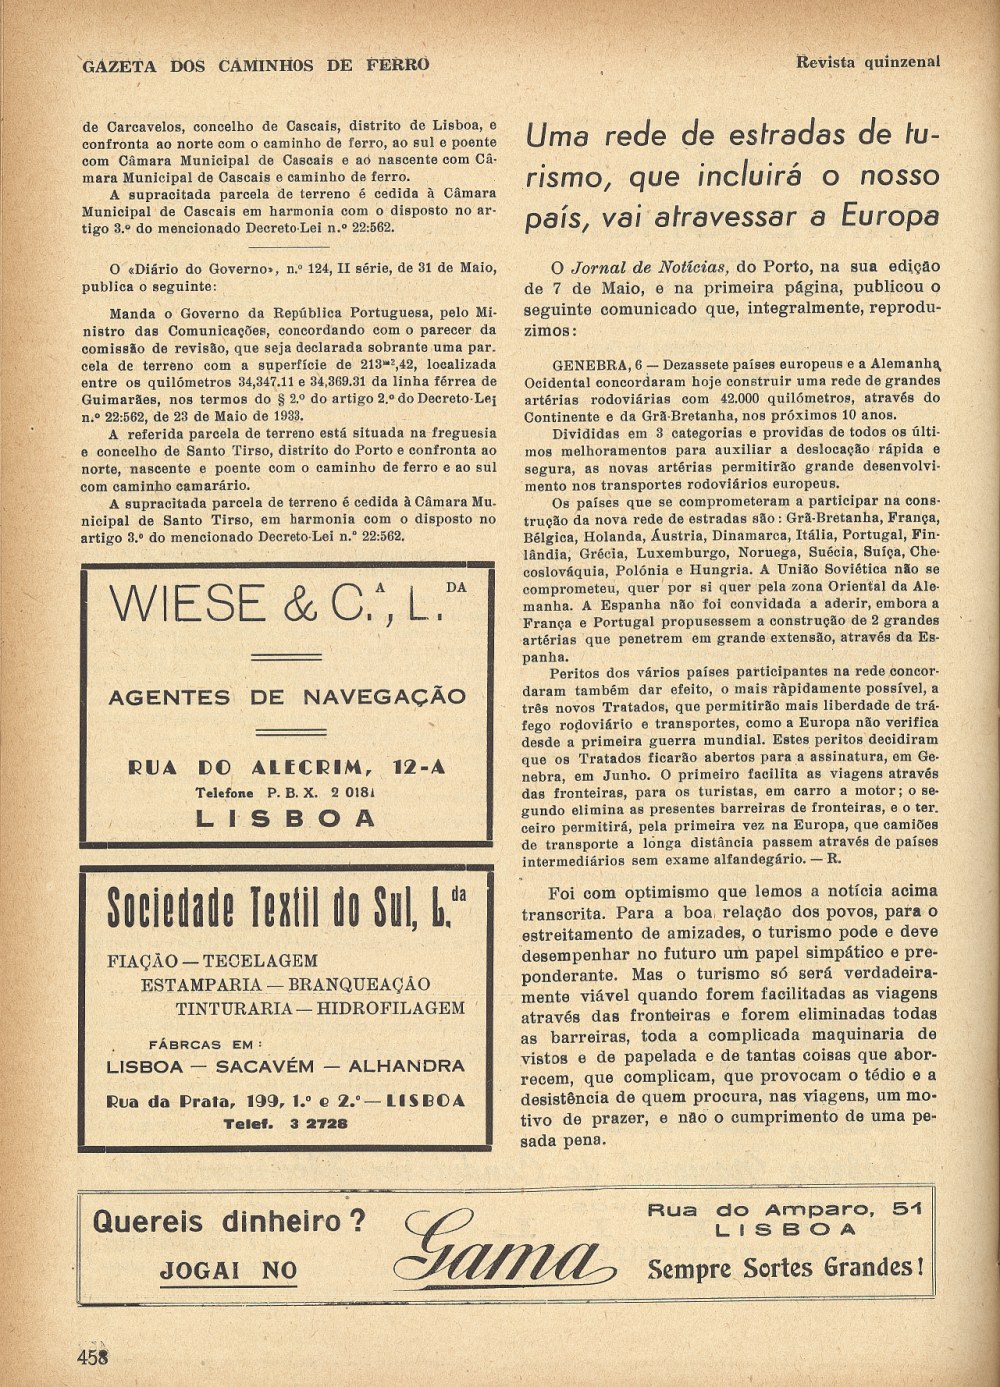 GAZETA DOS CAMINHOS DE FERRO
Revista quinzenal
de Carcavelos, concelho de Cascais, distrito de Lisboa, e
confronta ao norte com o caminho de ferro, ao sul e poente
com Câmara Municipal de Cascais e ao nascente com Câ-
mara Municipal de Cascais e caminho de ferro.
A supracitada parcela de terreno é cedida à Câmara
Municipal de Cascais em harmonia com o disposto no ar-
tigo 3.º do mencionado Decreto-Lei n.º 22:562.
O «Diário do Governo», n.º 124, II série, de 31 de Maio,
publica o seguinte:
Manda o Governo da República Portuguesa, pelo Mi-
nistro das Comunicações, concordando com o parecer da
comissão de revisão, que seja declarada sobrante uma par.
cela de terreno com a superfície de 213m²,42, localizada
entre os quilómetros 34,347.11 e 34,369.31 da linha férrea de
Guimarães, nos termos do § 2.º do artigo 2.º do Decreto-Lei
n.º 22:562, de 23 de Maio de 1933.
A referida parcela de terreno está situada na freguesia
e concelho de Santo Tirso, distrito do Porto e confronta ao
norte, nascente e poente com o caminho de ferro e ao sul
com caminho camarário.
A supracitada parcela de terreno é cedida à Câmara Mu-
nicipal de Santo Tirso, em harmonia com o disposto no
artigo 3.º do mencionado Decreto-Lei n.º 22:562.
WIESE & C.A, L.DA
AGENTES DE NAVEGAÇÃO
RUA DO ALECRIM, 12-A
Telefone P. B. X. 2 0181
LISBOA
Sociedade Textil do Sul, L.da
FIAÇÃO — TECELAGEM
ESTAMPARIA — BRANQUEAÇÃO
TINTURARIA — HIDROFILAGEM
FÁBRCAS EM:
LISBOA — SACAVÉM — ALHANDRA
Rua da Prata, 199, 1.º e 2.º — LISBOA
Telef. 3 2728
Uma rede de estradas de tu-
rismo, que incluirá o nosso
país, vai atravessar a Europa
O Jornal de Notícias, do Porto, na sua edição
de 7 de Maio, e na primeira página, publicou o
seguinte comunicado que, integralmente, reprodu-
zimos:
GENEBRA, 6 — Dezassete países europeus e a Alemanha
Ocidental concordaram hoje construir uma rede de grandes
artérias rodoviárias com 42.000 quilómetros, através do
Continente e da Grã-Bretanha, nos próximos 10 anos.
Divididas em 3 categorias e providas de todos os últi-
mos melhoramentos para auxiliar a deslocação rápida e
segura, as novas artérias permitirão grande desenvolvi-
mento nos transportes rodoviários europeus.
Os países que se comprometeram a participar na cons-
trução da nova rede de estradas são: Grã-Bretanha, França,
Bélgica, Holanda, Áustria, Dinamarca, Itália, Portugal, Fin-
lândia, Grécia, Luxemburgo, Noruega, Suécia, Suíça, Che-
coslováquia, Polónia e Hungria. A União Soviética não se
comprometeu, quer por si quer pela zona Oriental da Ale-
manha. A Espanha não foi convidada a aderir, embora a
França e Portugal propusessem a construção de 2 grandes
artérias que penetrem em grande extensão, através da Es-
panha.
Peritos dos vários países participantes na rede concor-
daram também dar efeito, o mais ràpidamente possível, a
três novos Tratados, que permitirão mais liberdade de trá-
fego rodoviário e transportes, como a Europa não verifica
desde a primeira guerra mundial. Estes peritos decidiram
que os Tratados ficarão abertos para a assinatura, em Ge-
nebra, em Junho. O primeiro facilita as viagens através
das fronteiras, para os turistas, em carro a motor; o se-
gundo elimina as presentes barreiras de fronteiras, e o ter.
ceiro permitirá, pela primeira vez na Europa, que camiões
de transporte a longa distância passem através de países
intermediários sem exame alfandegário. — R.
Foi com optimismo que lemos a notícia acima
transcrita. Para a boa relação dos povos, para o
estreitamento de amizades, o turismo pode e deve
desempenhar no futuro um papel simpático e pre-
ponderante. Mas o turismo só será verdadeira-
mente viável quando forem facilitadas as viagens
através das fronteiras e forem eliminadas todas
as barreiras, toda a complicada maquinaria de
vistos e de papelada e de tantas coisas que abor-
recem, que complicam, que provocam o tédio e a
desistência de quem procura, nas viagens, um mo-
tivo de prazer, e não o cumprimento de uma pe-
sada pena.
Quereis dinheiro?
JOGAI NO
Gama
Rua do Amparo, 51
LISBOA
Sempre Sortes Grandes!
458